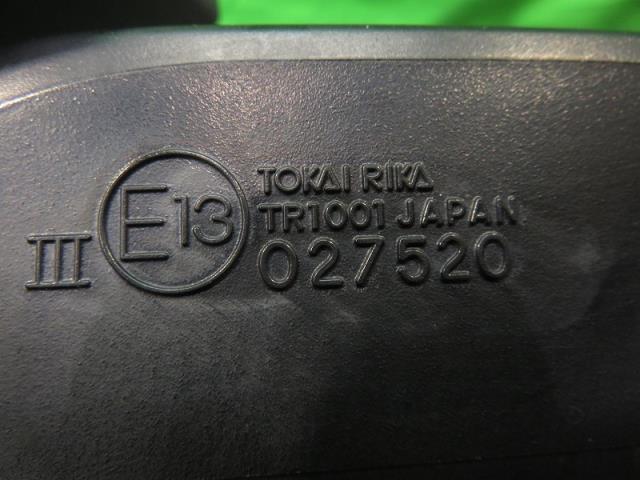 TOKAI RIKA
III E13 TR1001 JAPAN
027520